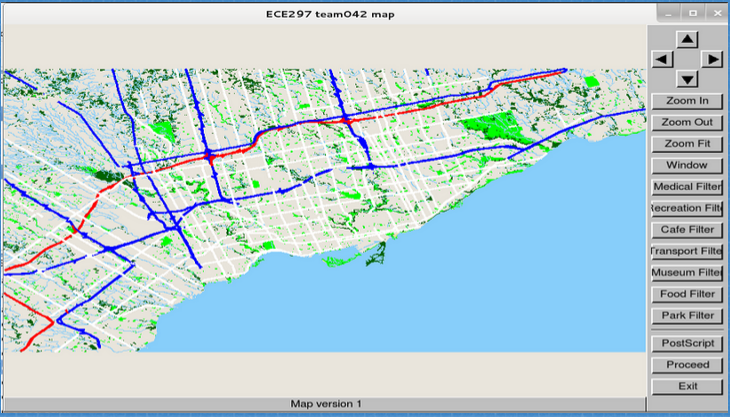 ECE297 team042 map
Zoom In
Zoom Out
Zoom Fit
Window
Medical Filter
Recreation Filt
Cafe Filter
Transport Filte
Museum Filter
Food Filter
Park Filter
PostScript
Proceed
Exit
Map version 1